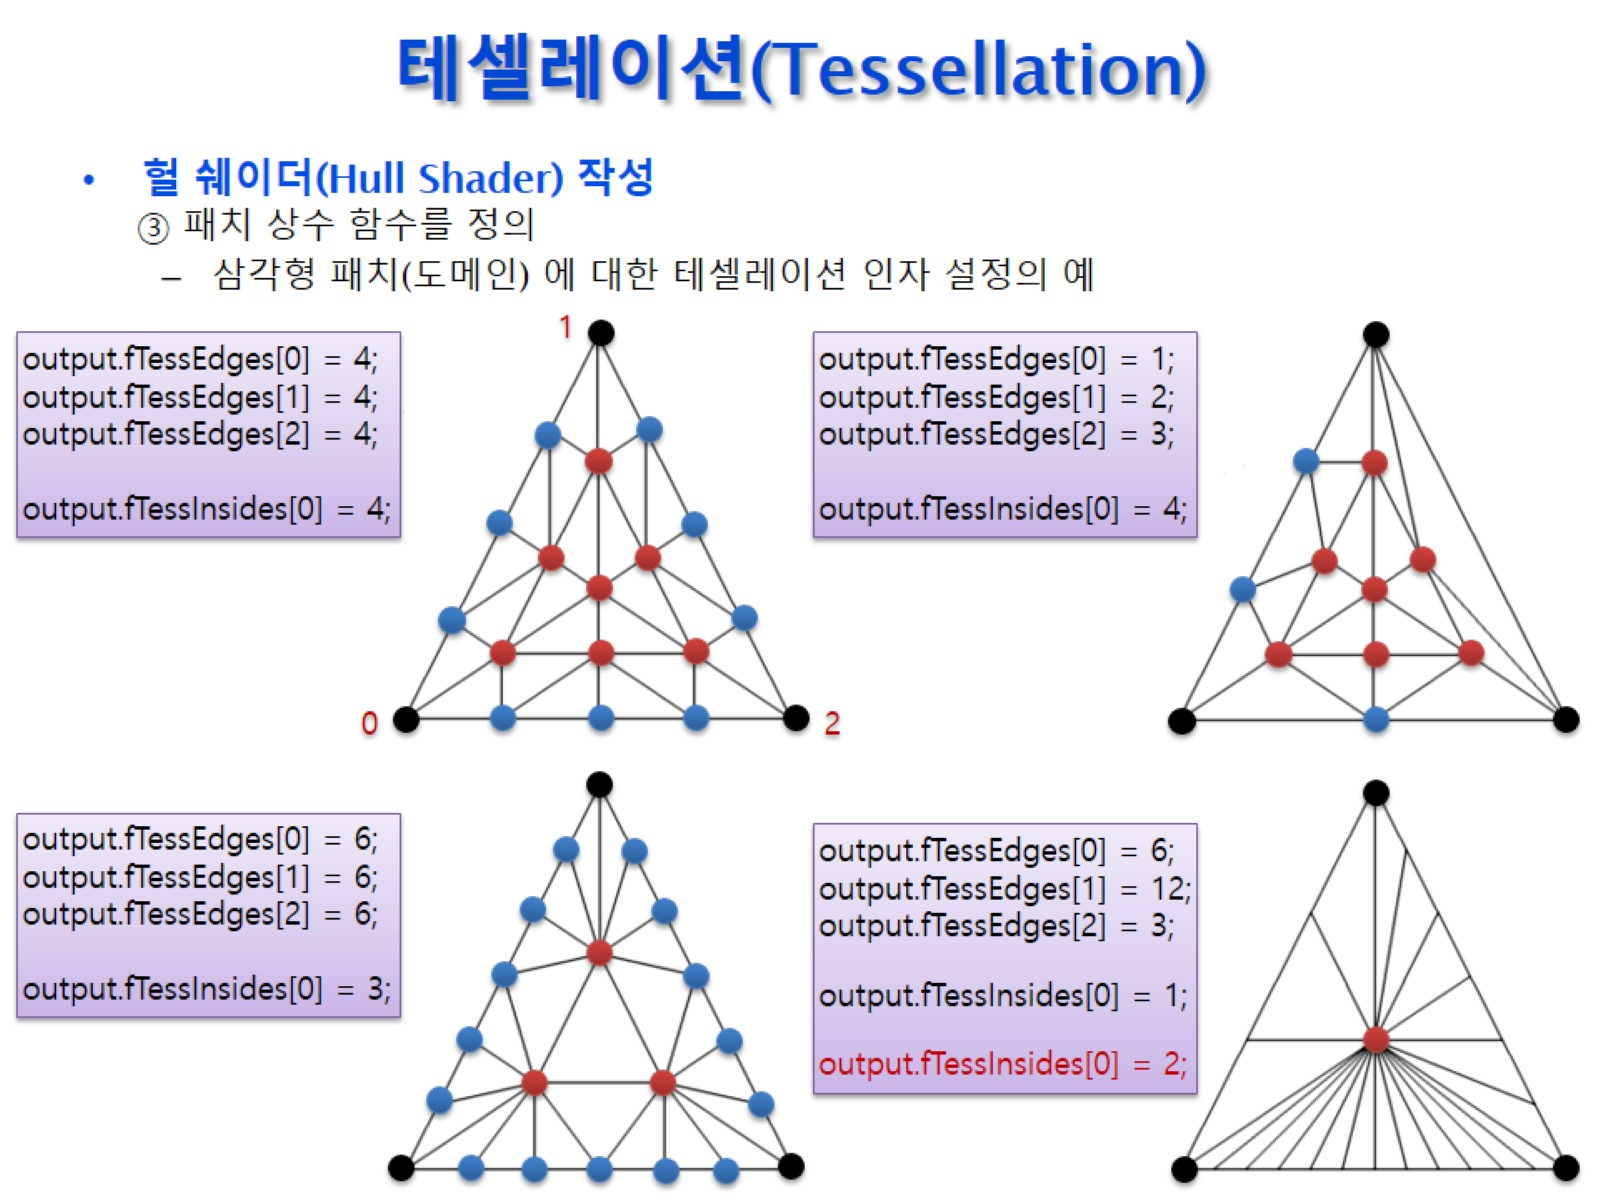 테셀레이션(Tessellation)
• 헐 쉐이더(Hull Shader) 작성
③ 패치 상수 함수를 정의
– 삼각형 패치(도메인) 에 대한 테셀레이션 인자 설정의 예
output.fTessEdges[0] = 4;
output.fTessEdges[1] = 4;
output.fTessEdges[2] = 4;
output.fTessInsides[0] = 4;
1
0
2
output.fTessEdges[0] = 1;
output.fTessEdges[1] = 2;
output.fTessEdges[2] = 3;
output.fTessInsides[0] = 4;
output.fTessEdges[0] = 6;
output.fTessEdges[1] = 6;
output.fTessEdges[2] = 6;
output.fTessInsides[0] = 3;
output.fTessEdges[0] = 6;
output.fTessEdges[1] = 12;
output.fTessEdges[2] = 3;
output.fTessInsides[0] = 1;
output.fTessInsides[0] = 2;